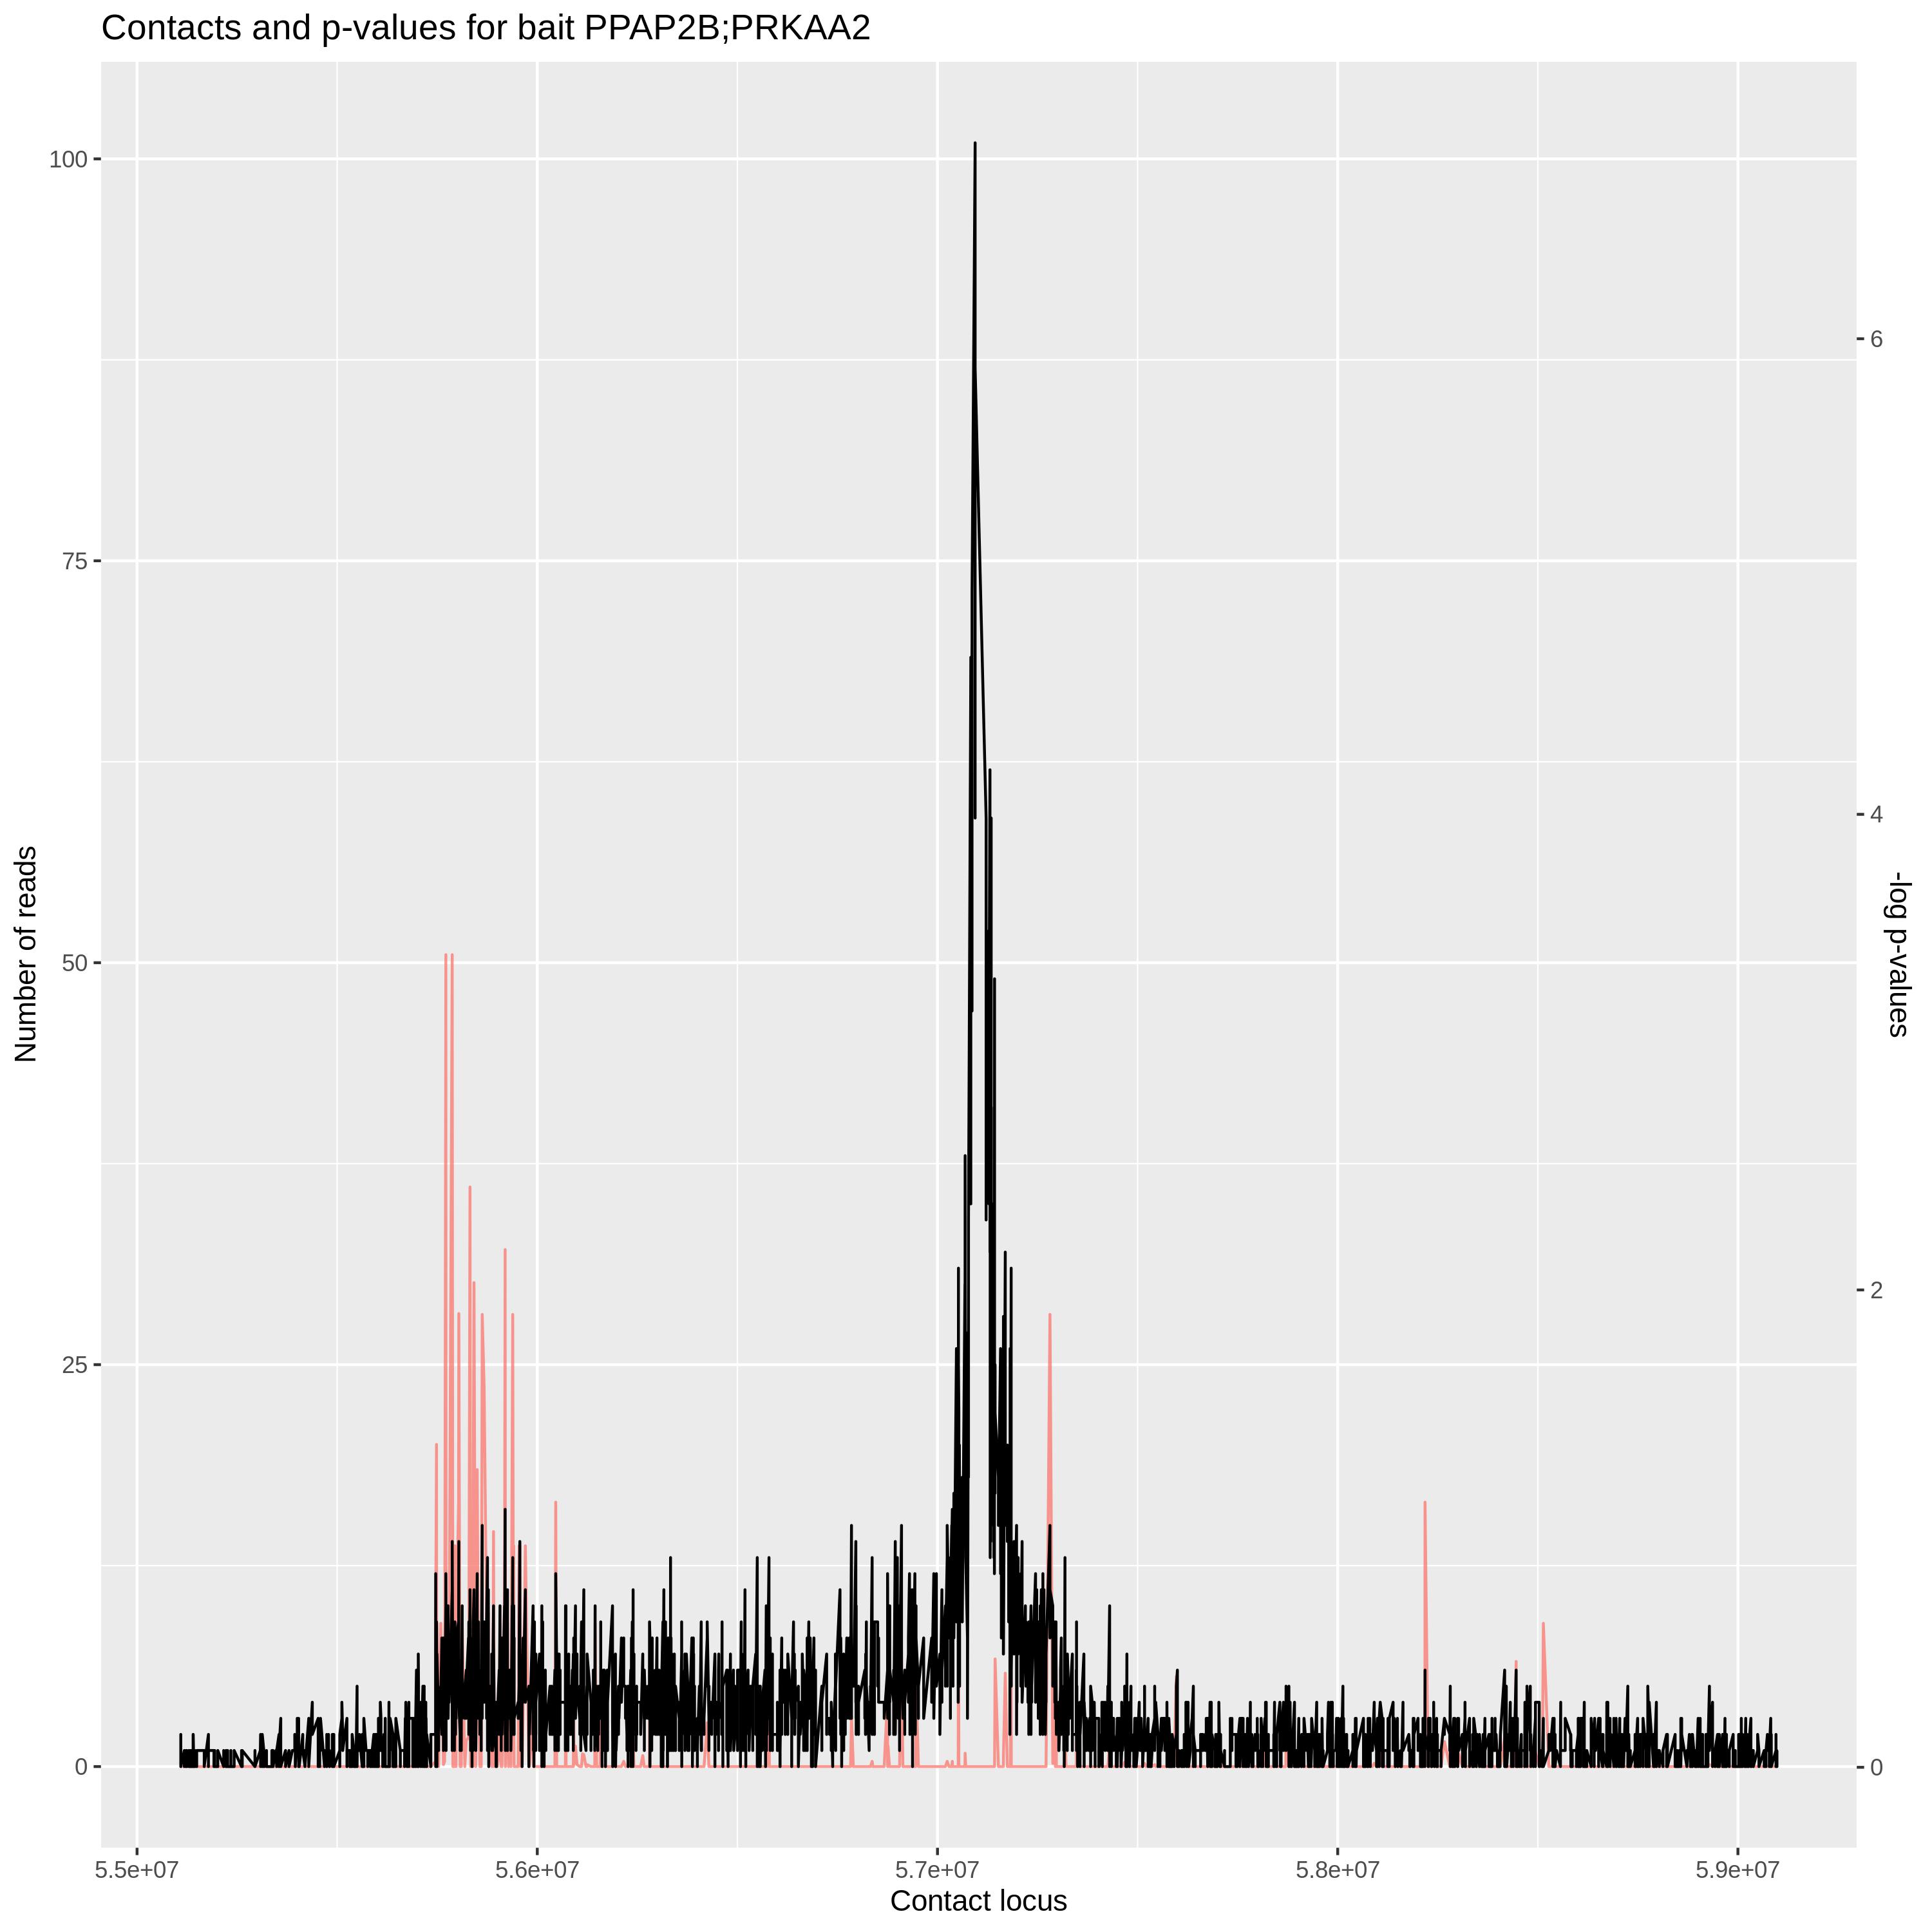 Contacts and p-values for bait PPAP2B;PRKAA2
100
75
50
25
0
Number of reads
6
4
2
0
-log p-values
5.5e+07
5.6e+07
5.7e+07
5.8e+07
5.9e+07
Contact locus